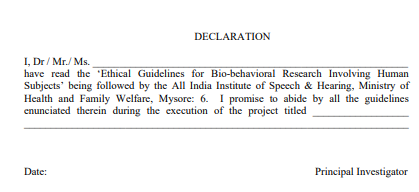 DECLARATION
I, Dr / Mr./ Ms. ______________________________________________
have read the ‘Ethical Guidelines for Bio-behavioral Research Involving Human
Subjects’ being followed by the All India Institute of Speech & Hearing, Ministry of
Health and Family Welfare, Mysore: 6. I promise to abide by all the guidelines
enunciated therein during the execution of the project titled __________________
______________________________________________________________
Date: Principal Investigator